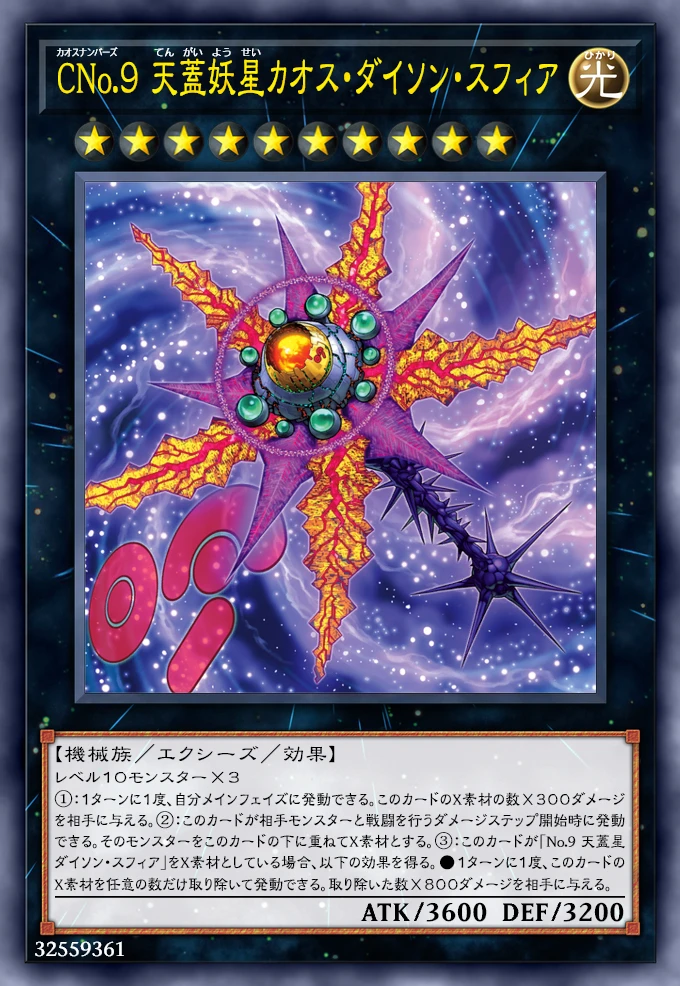 カオスナンバーズ てんがいようせい
CNo.9 天蓋妖星カオス・ダイソン・スフィア
ひかり
光
【機械族／エクシーズ／効果】
レベル10モンスター×3
①：1ターンに1度、自分メインフェイズに発動できる。このカードのX素材の数×300ダメージ
を相手に与える。②：このカードが相手モンスターと戦闘を行うダメージステップ開始時に発動
できる。そのモンスターをこのカードの下に重ねてX素材とする。③：このカードが「No.9 天蓋星
ダイソン・スフィア」をX素材としている場合、以下の効果を得る。●1ターンに1度、このカードの
X素材を任意の数だけ取り除いて発動できる。取り除いた数×800ダメージを相手に与える。
ATK/3600 DEF/3200
32559361